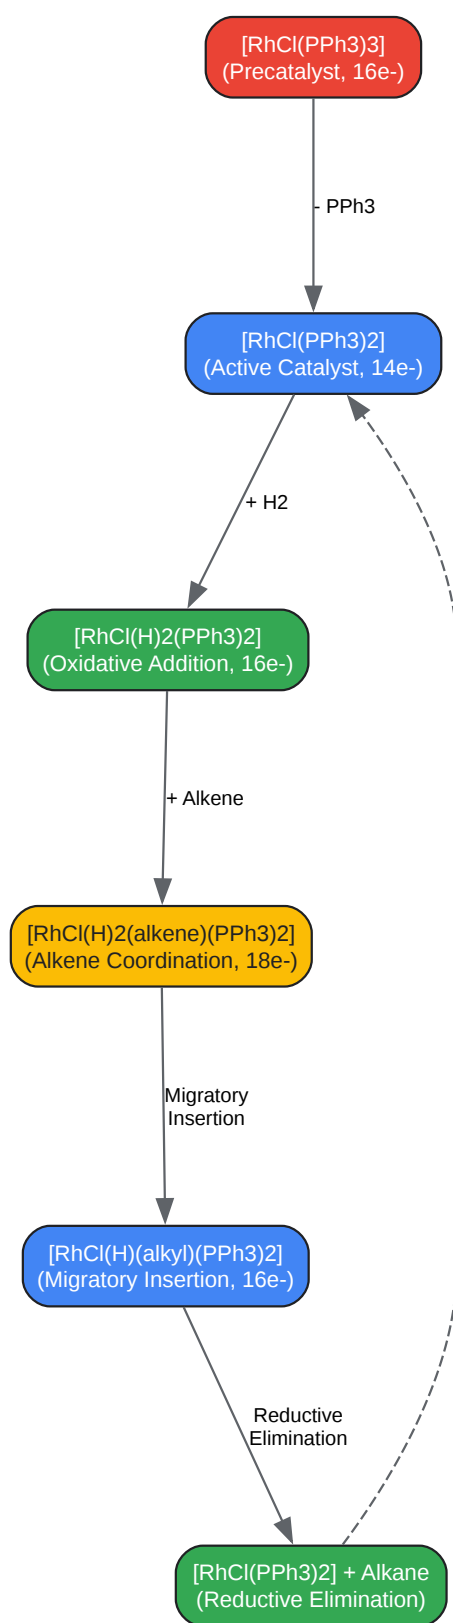 [RhCl(PPh3)3]
(Precatalyst, 16e-)
- PPh3
[RhCl(PPh3)2]
(Active Catalyst, 14e-)
+ H2
[RhCl(H)2(PPh3)2]
(Oxidative Addition, 16e-)
+ Alkene
[RhCl(H)2(alkene)(PPh3)2]
(Alkene Coordination, 18e-)
Migratory
Insertion
[RhCl(H)(alkyl)(PPh3)2]
(Migratory Insertion, 16e-)
Reductive
Elimination
[RhCl(PPh3)2] + Alkane
(Reductive Elimination)